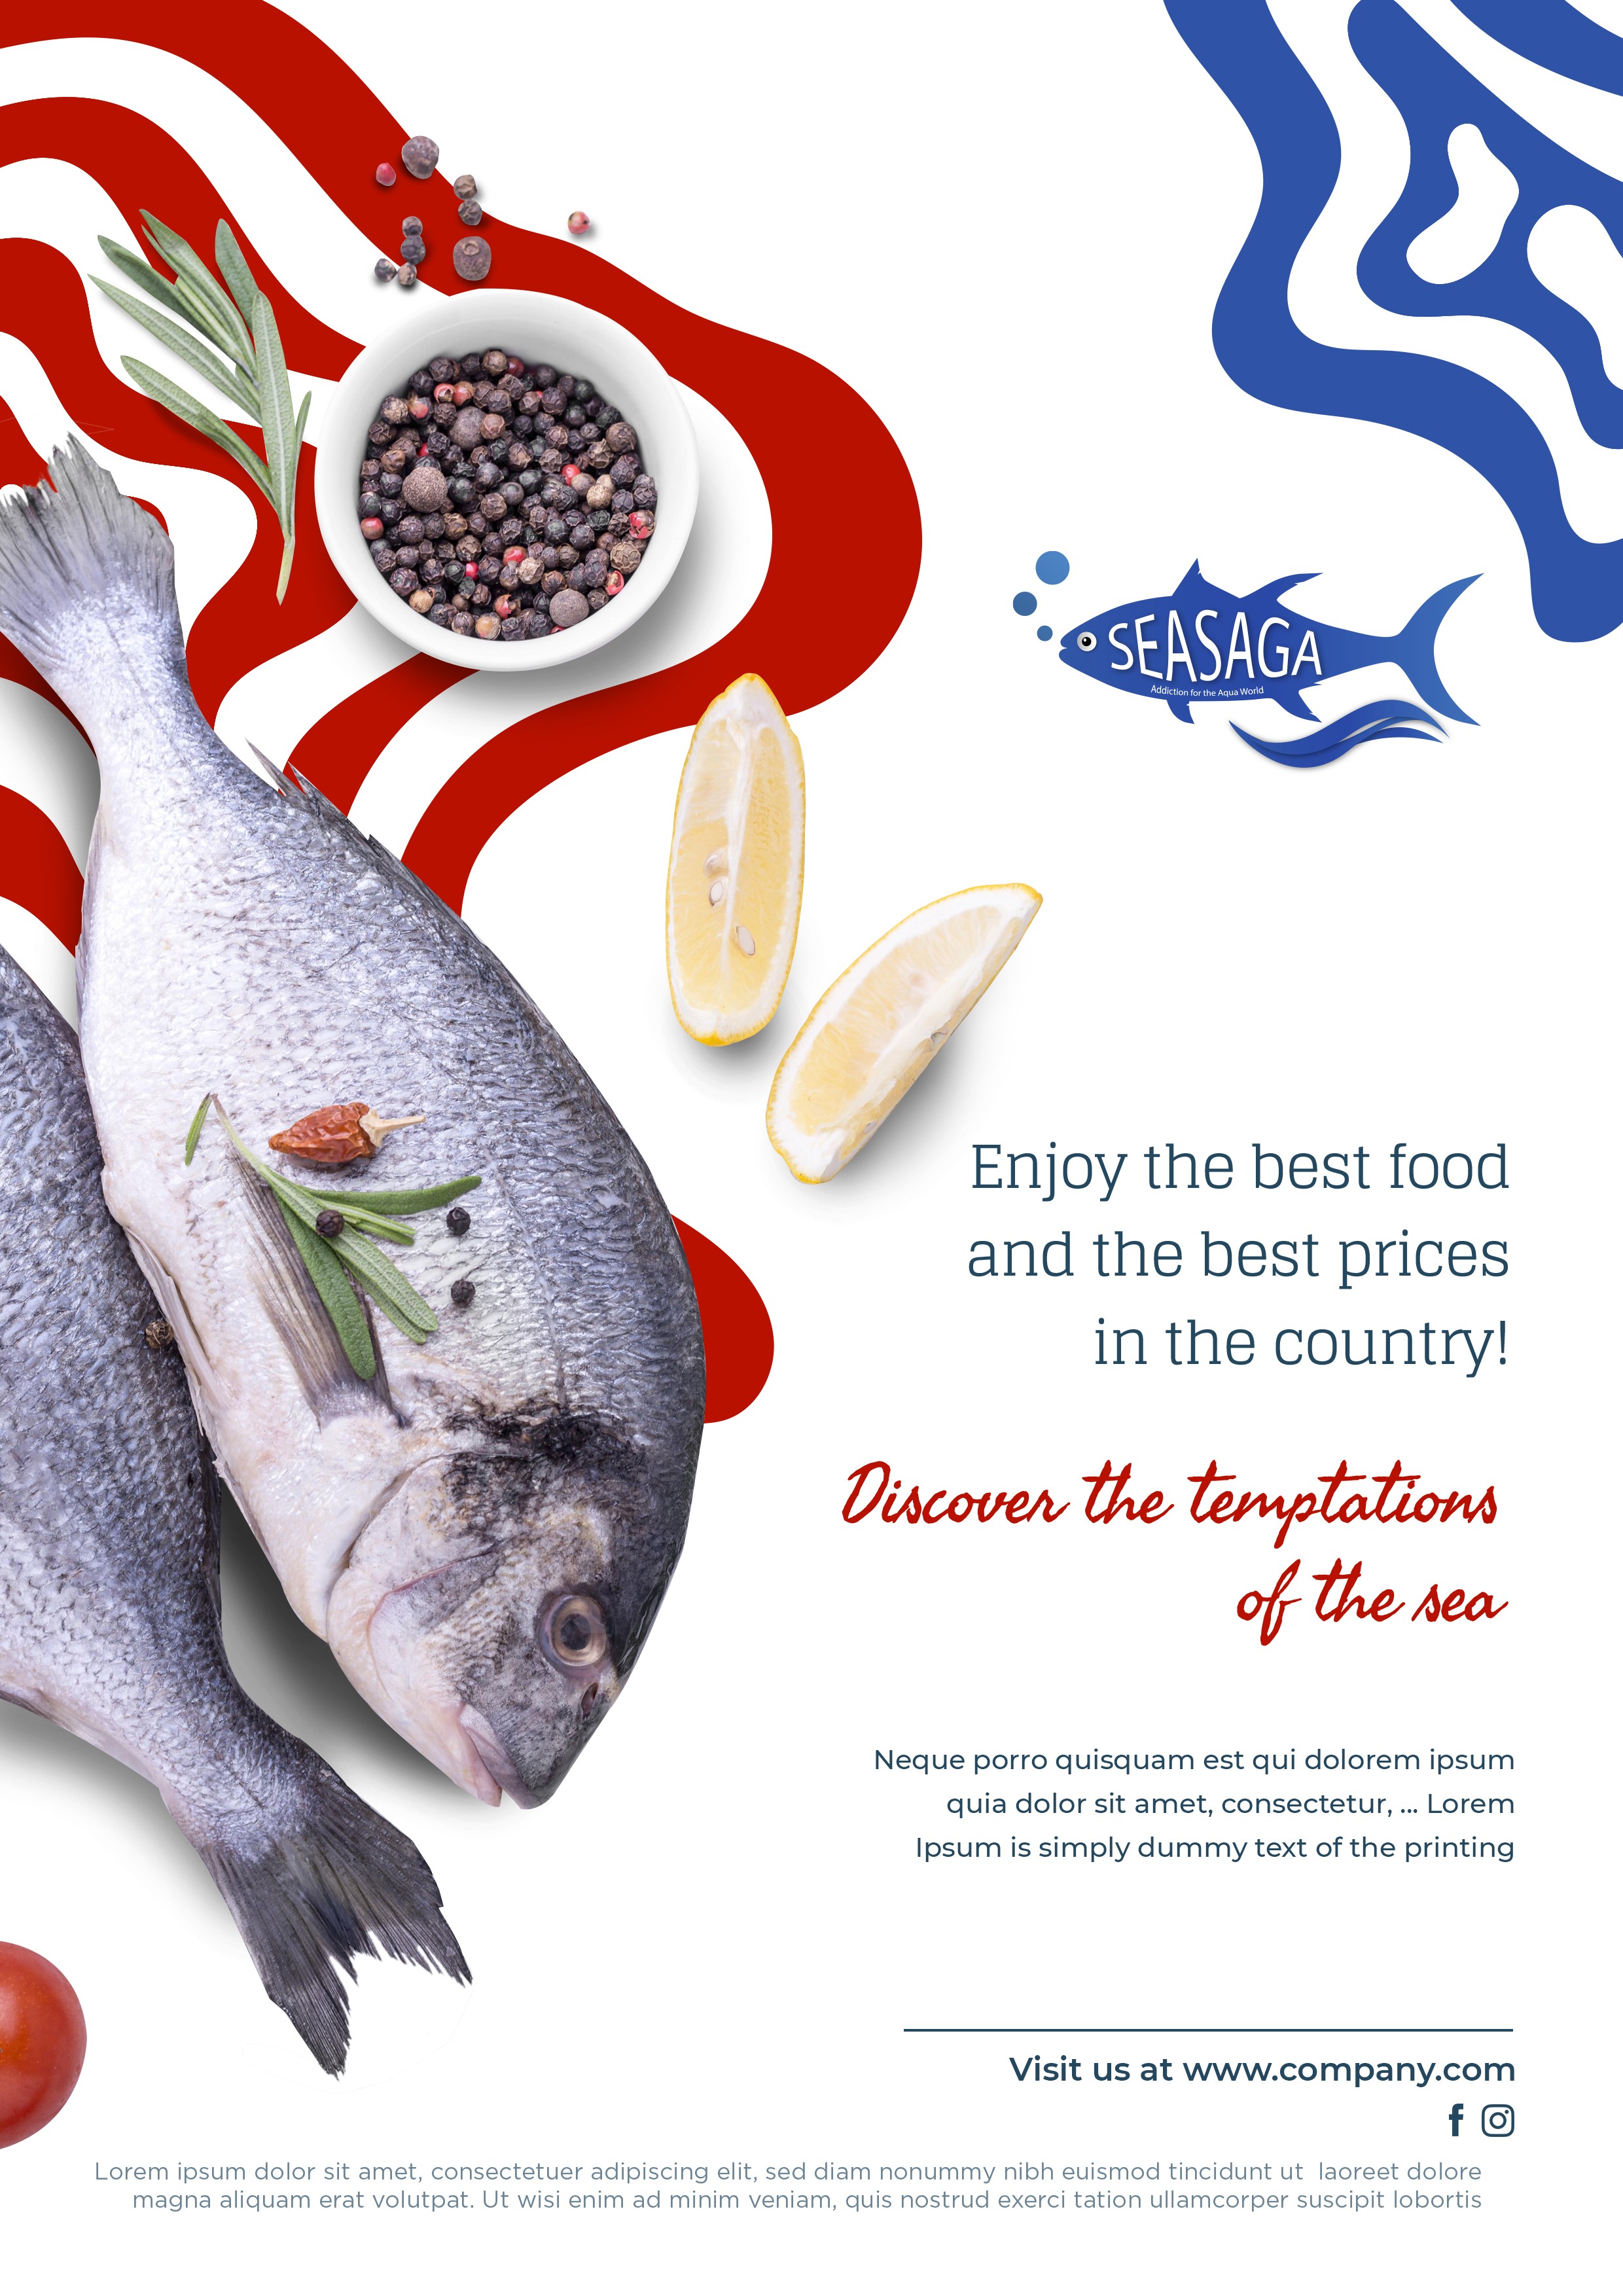 SEASAGA
Addiction for the Aqua World
Enjoy the best food
and the best prices
in the country!
Discover the temptations
of the sea
Neque porro quisquam est qui dolorem ipsum
quia dolor sit amet, consectetur, ... Lorem
Ipsum is simply dummy text of the printing
Visit us at www.company.com
Lorem ipsum dolor sit amet, consectetuer adipiscing elit, sed diam nonummy nibh euismod tincidunt ut laoreet dolore
magna aliquam erat volutpat. Ut wisi enim ad minim veniam, quis nostrud exerci tation ullamcorper suscipit lobortis